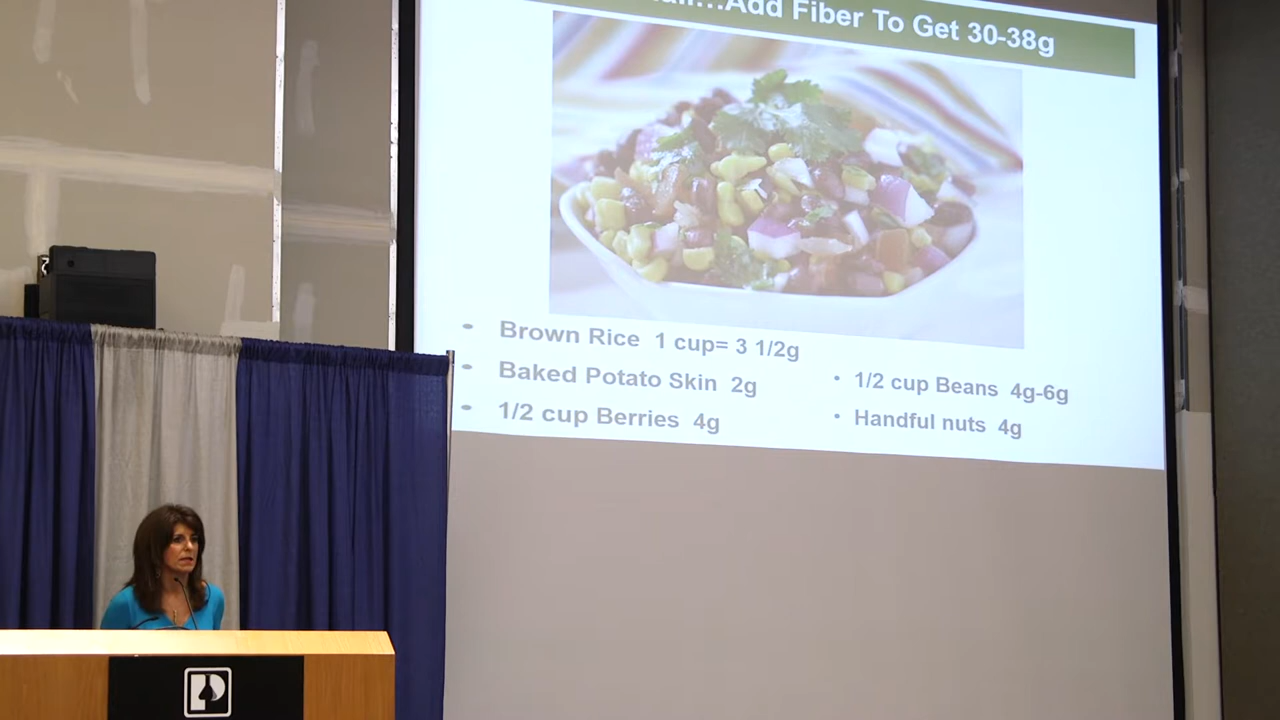 Add Fiber To Get 30-38g
• Brown Rice 1 cup= 3 1/2g
• Baked Potato Skin 2g
• 1/2 cup Berries 4g
• 1/2 cup Beans 4g-6g
• Handful nuts 4g
P